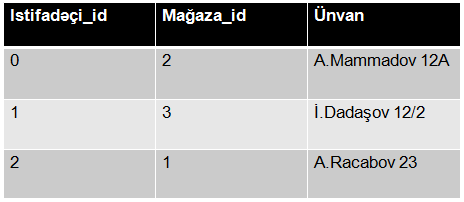 Istifadəçi_id Mağaza_id Ünvan
0 2 A.Mammadov 12A
1 3 İ.Dadaşov 12/2
2 1 A.Racabov 23